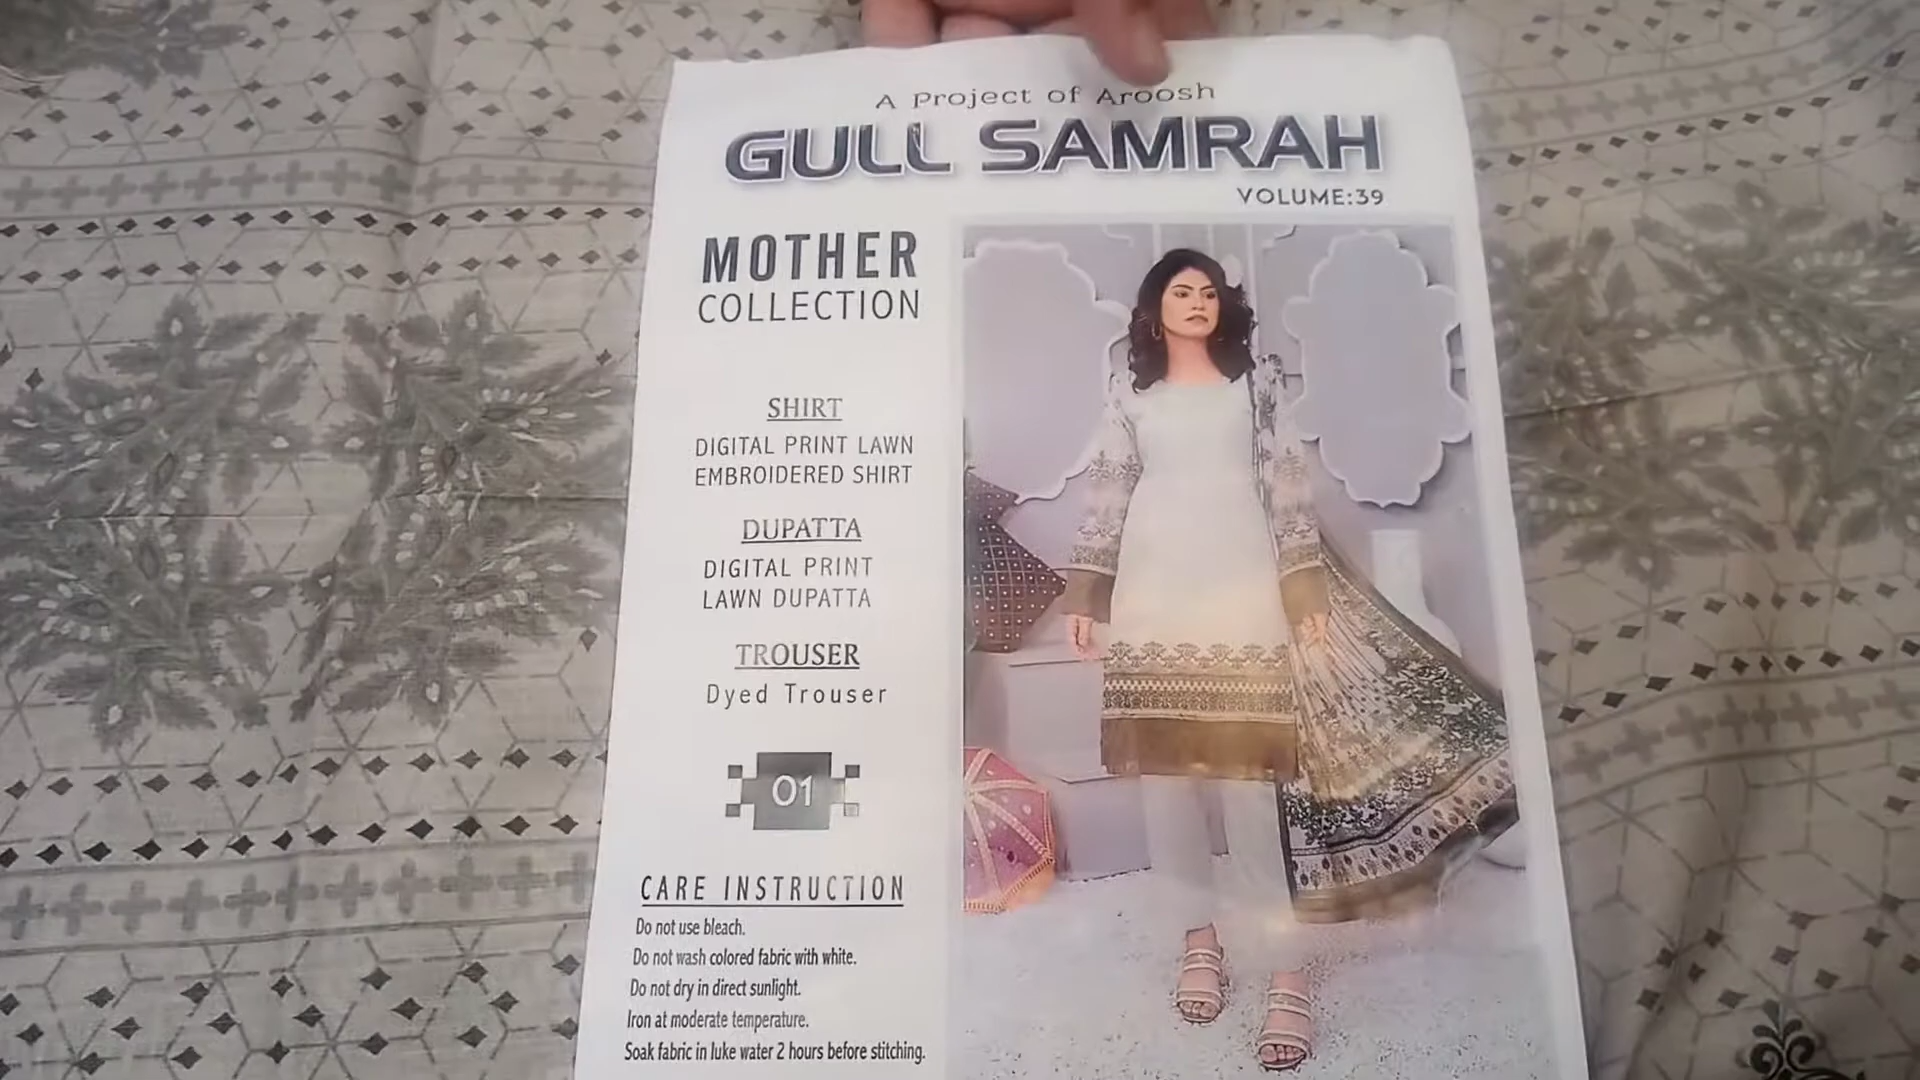 A Project of Aroosh
GULL SAMRAH
VOLUME:39
MOTHER
COLLECTION
SHIRT
DIGITAL PRINT LAWN
EMBROIDERED SHIRT
DUPATTA
DIGITAL PRINT
LAWN DUPATTA
TROUSER
Dyed Trouser
01
CARE INSTRUCTION
Do not use bleach.
Do not wash colored fabric with white.
Do not dry in direct sunlight.
Iron at moderate temperature.
Soak fabric in luke water 2 hours before stitching.